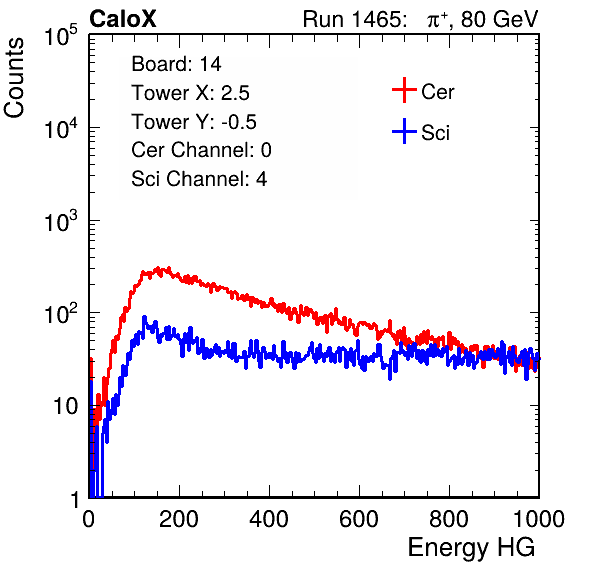 CaloX Run 1465: π⁺, 80 GeV
Counts
10⁵
10⁴
10³
10²
10
1
Board: 14
Tower X: 2.5
Tower Y: -0.5
Cer Channel: 0
Sci Channel: 4
Cer
Sci
0 200 400 600 800 1000
Energy HG